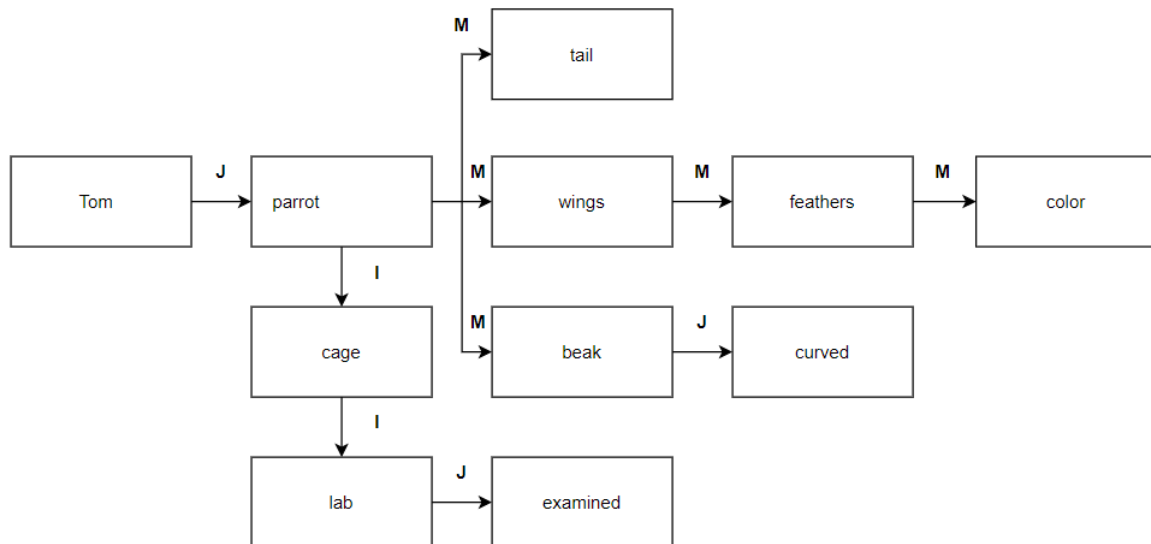 M
tail
J
M
M
M
Tom
parrot
wings
feathers
color
I
M
J
cage
beak
curved
I
J
lab
examined